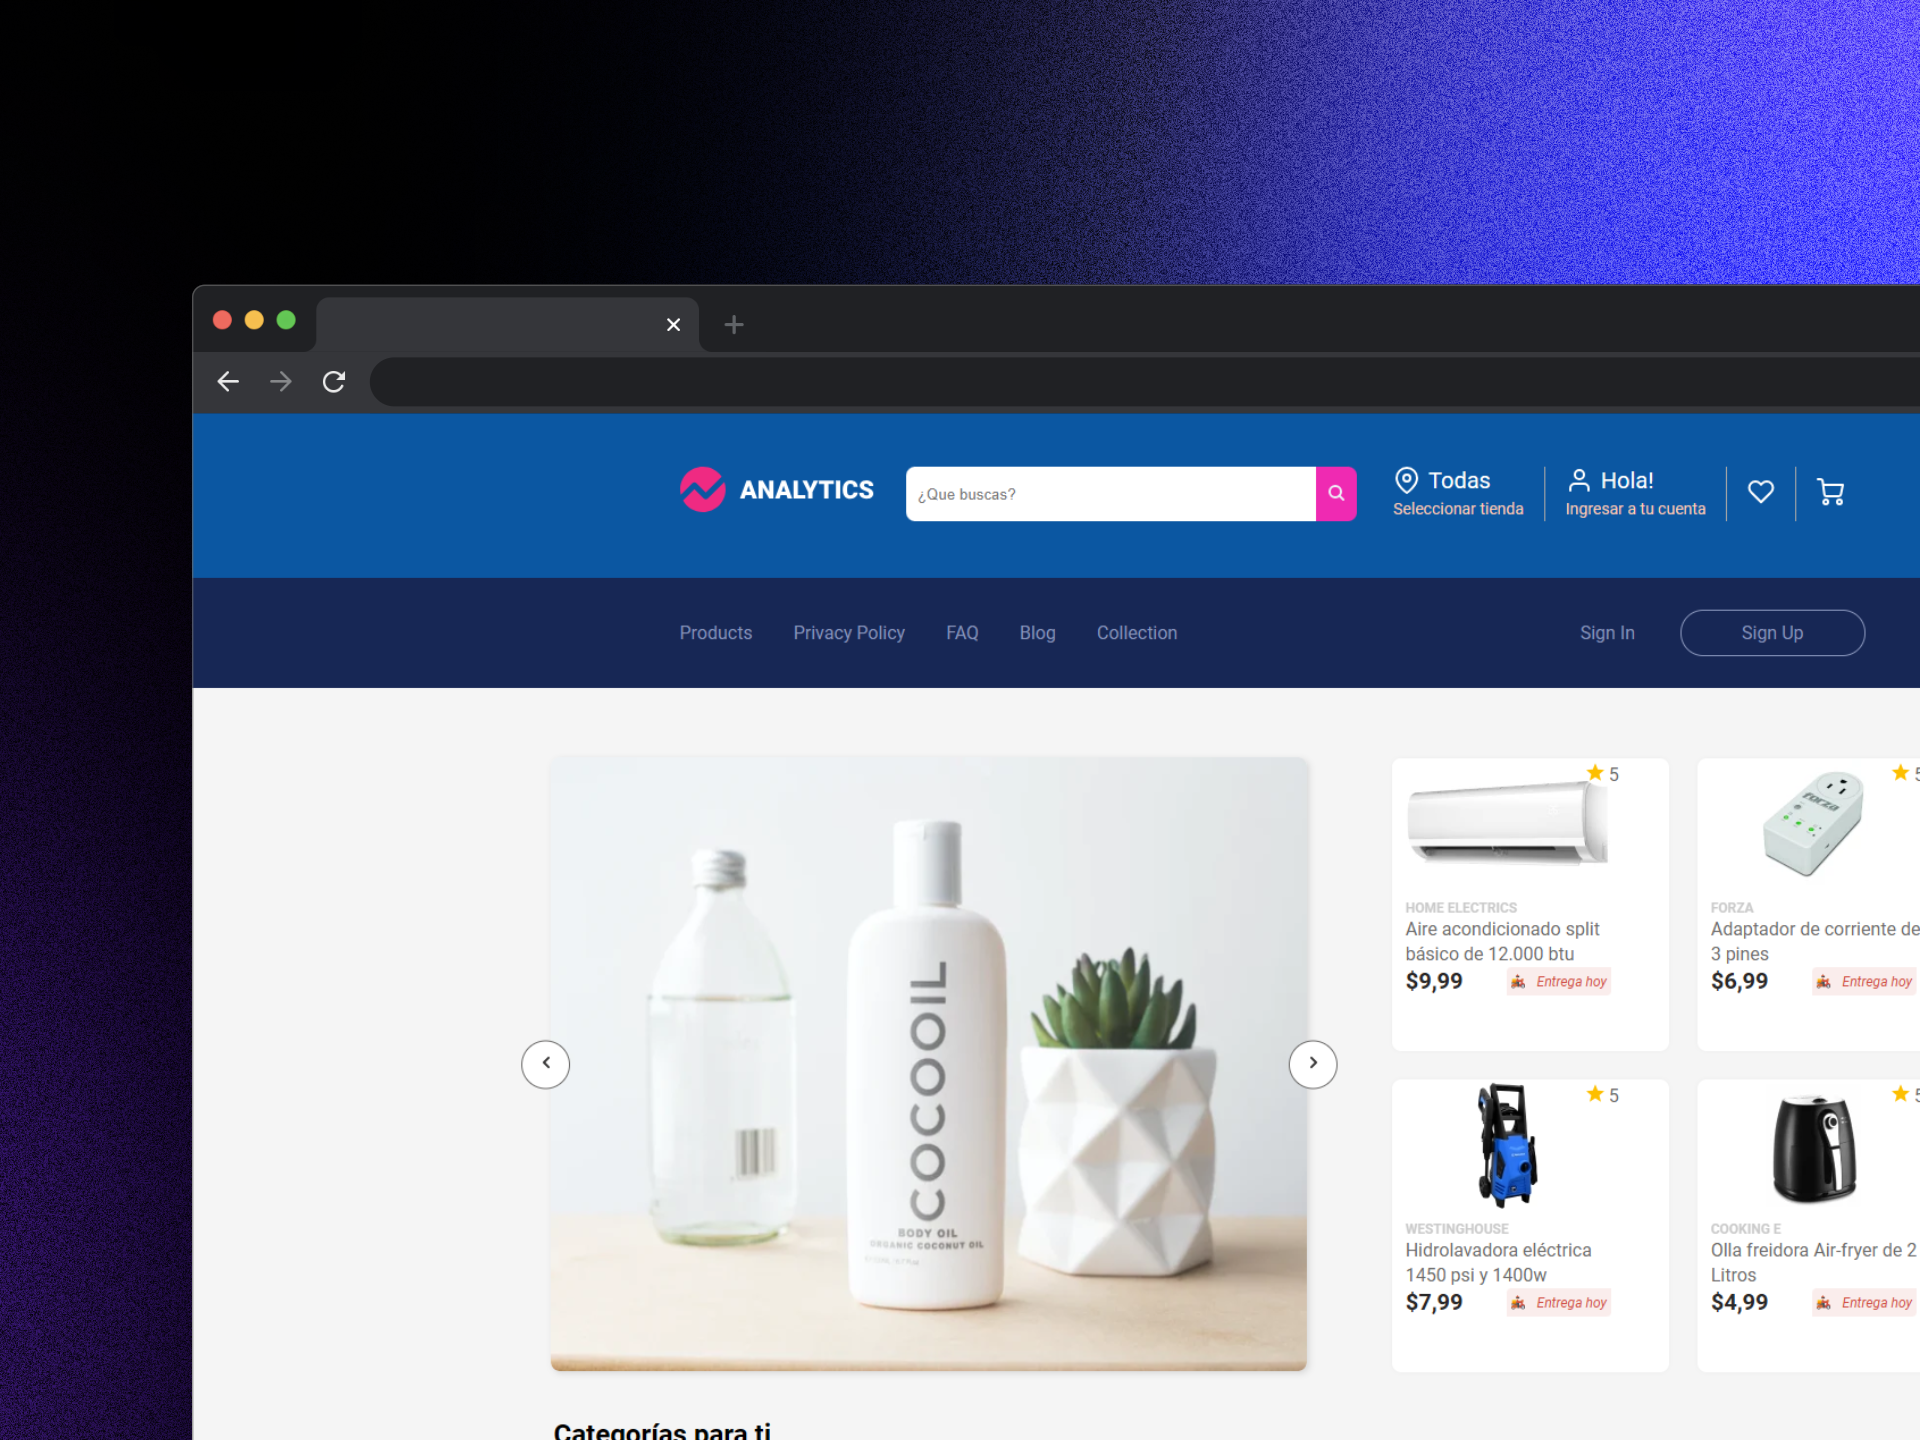 ANALYTICS
¿Que buscas?
Todas
Seleccionar tienda
Hola!
Ingresar a tu cuenta
Products
Privacy Policy
FAQ
Blog
Collection
Sign In
Sign Up
COCOOIL
BODY OIL
ORGANIC COCONUT OIL
5
HOME ELECTRICS
Aire acondicionado split
básico de 12.000 btu
$9,99
Entrega hoy
5
forza
FORZA
Adaptador de corriente de
3 pines
$6,99
Entrega hoy
5
WESTINGHOUSE
Hidrolavadora eléctrica
1450 psi y 1400w
$7,99
Entrega hoy
5
COOKING E
Olla freidora Air-fryer de 2
Litros
$4,99
Entrega hoy
Categorías para ti